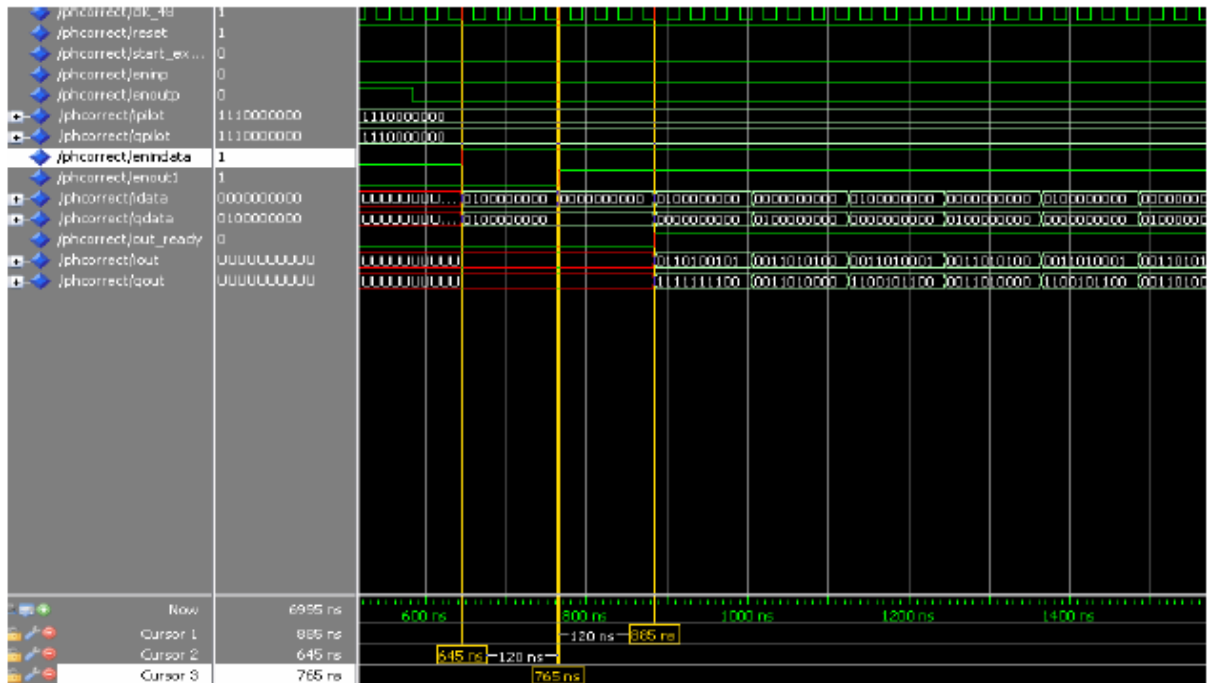 /phcorrect/clk_48
/phcorrect/reset 1
/phcorrect/start_ex... 0
/phcorrect/eninp 0
/phcorrect/enoutp 0
/phcorrect/ipilot 1110000000 1110000000
/phcorrect/qpilot 1110000000 1110000000
/phcorrect/enindata 1
/phcorrect/enout1 1
/phcorrect/idata 0000000000 UUUUUUUU... 0100000000 0000000000 0100000000 0000000000 0100000000 0000000000 0100000000 0000000
/phcorrect/qdata 0100000000 UUUUUUUU... 0100000000 0000000000 0100000000 0000000000 0100000000 0000000000 0100000
/phcorrect/out_ready 0
/phcorrect/iout UUUUUUUUUU UUUUUUUUUU 0110100101 0011010100 0011010001 0011010100 0011010001 0011010
/phcorrect/qout UUUUUUUUUU UUUUUUUUUU 1111111100 0011010000 1100101100 0011010000 1100101100 0011010
Now 6995 ns 600 ns 800 ns 1000 ns 1200 ns 1400 ns
Cursor 1 885 ns 120 ns 885 ns
Cursor 2 645 ns 645 ns 120 ns
Cursor 3 765 ns 765 ns